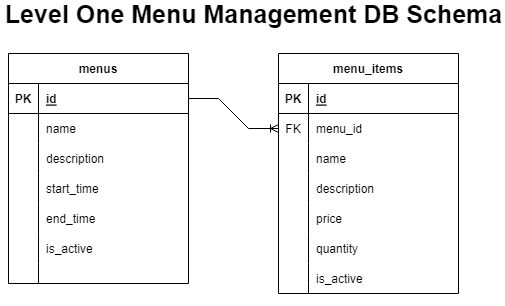 Level One Menu Management DB Schema
menus
PK id
name
description
start_time
end_time
is_active
menu_items
PK id
FK menu_id
name
description
price
quantity
is_active